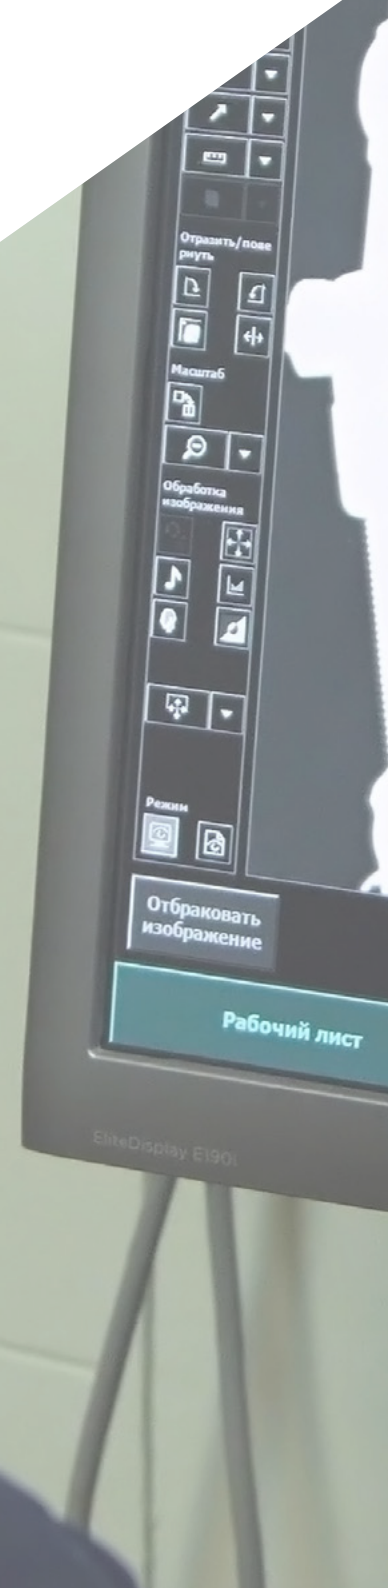 Отразить/пове
рнуть
Масштаб
Обработка
изображения
Режим
Отбраковать
изображение
Рабочий лист
EliteDisplay E190i